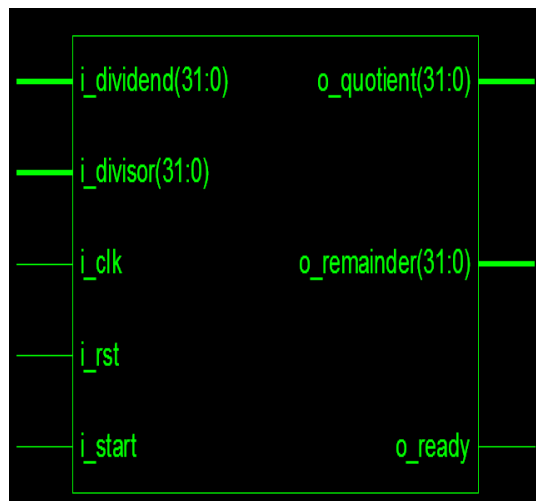 i_dividend(31:0) o_quotient(31:0)
i_divisor(31:0)
i_clk o_remainder(31:0)
i_rst
i_start o_ready